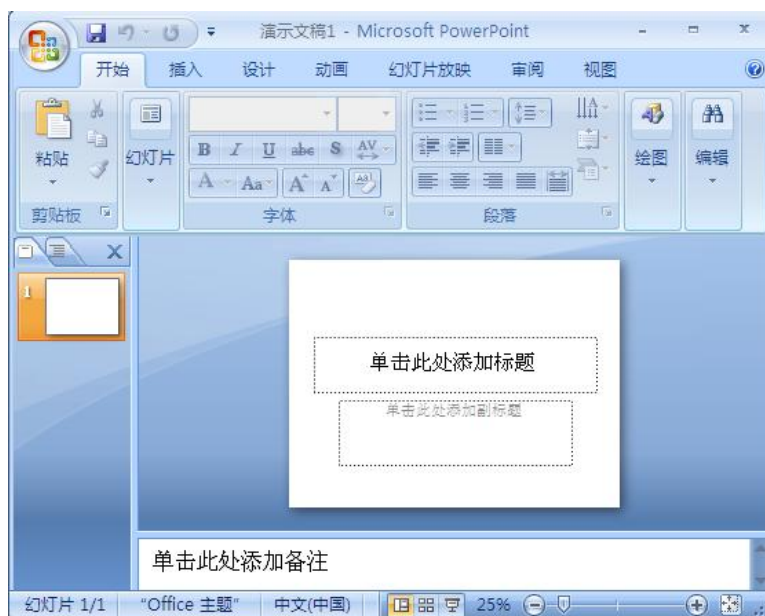 演示文稿1 - Microsoft PowerPoint
开始 插入 设计 动画 幻灯片放映 审阅 视图
粘贴 幻灯片 B I U abc S AV 绘图 编辑
A Aa A A
剪贴板 字体 段落
1
单击此处添加标题
单击此处添加副标题
单击此处添加备注
幻灯片 1/1 "Office 主题" 中文(中国) 25%